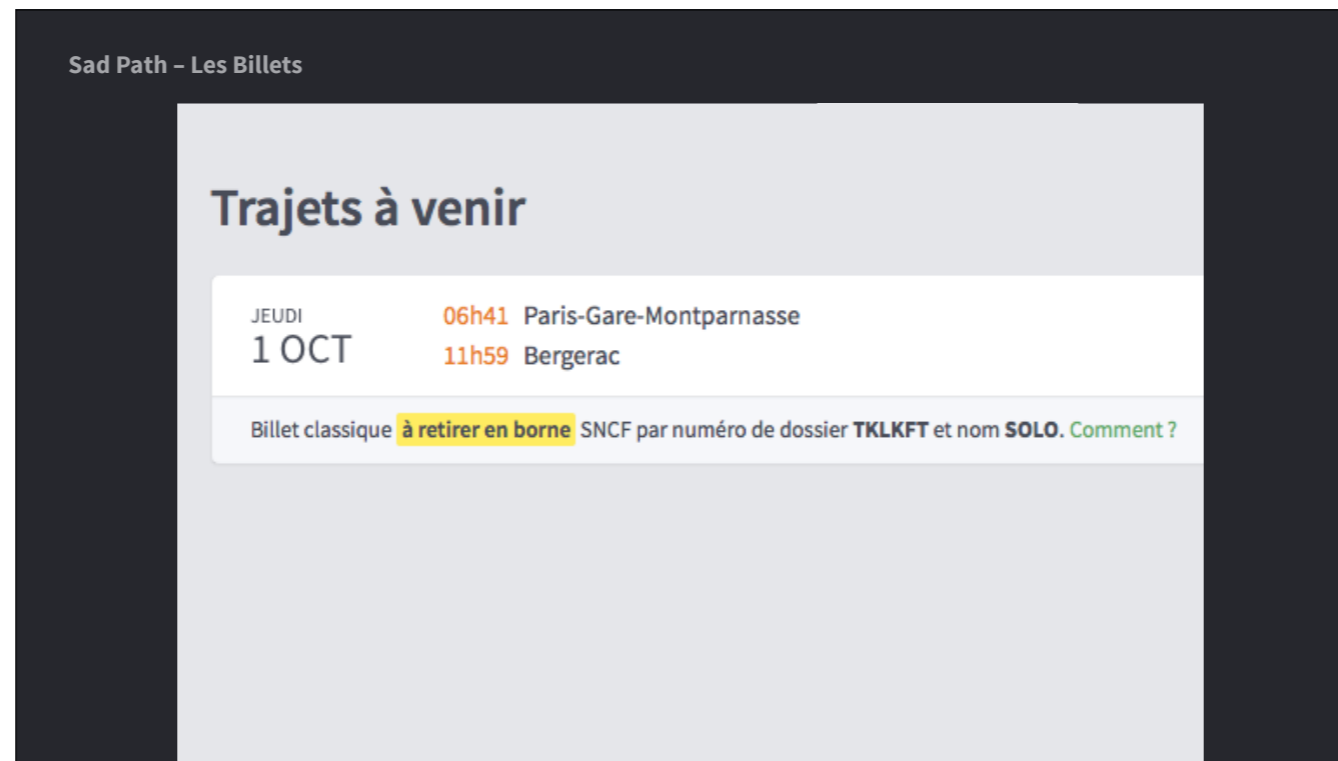 Sad Path – Les Billets
Trajets à venir
JEUDI
1 OCT
06h41 Paris-Gare-Montparnasse
11h59 Bergerac
Billet classique à retirer en borne SNCF par numéro de dossier TKLKFT et nom SOLO. Comment ?